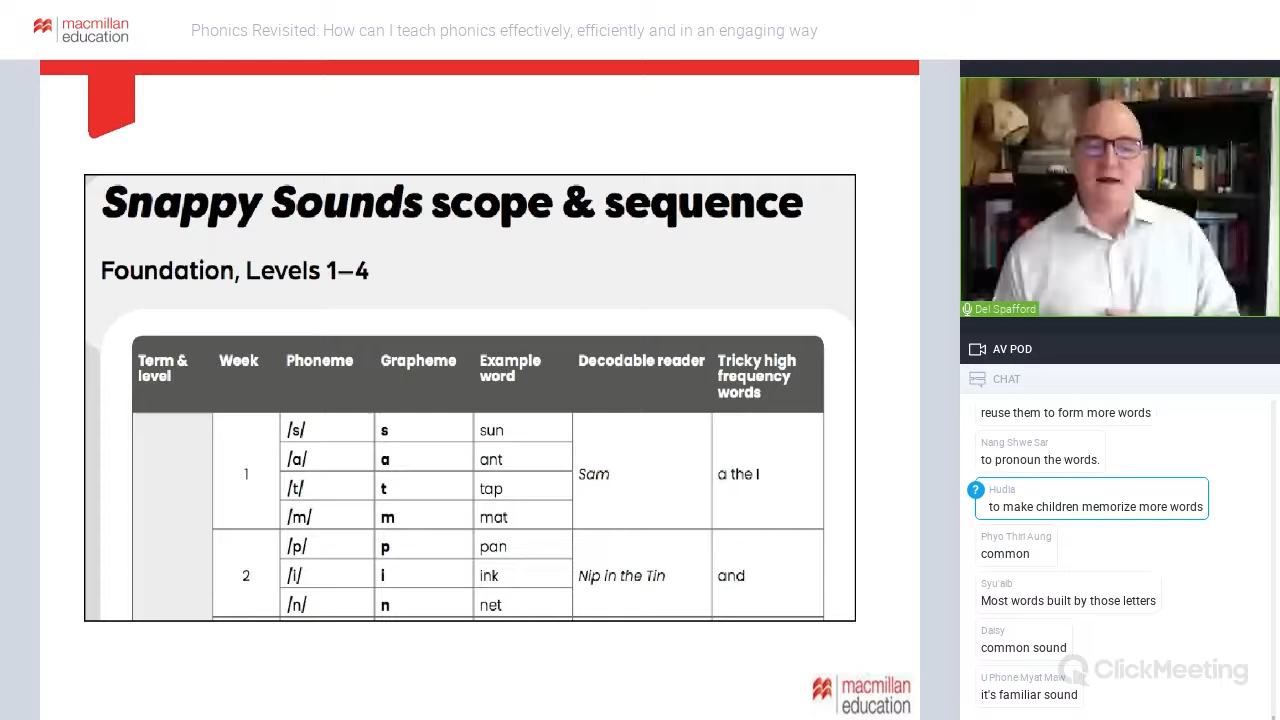 macmillan
education
Phonics Revisited: How can I teach phonics effectively, efficiently and in an engaging way
Snappy Sounds scope & sequence
Foundation, Levels 1–4
Term & level Week Phoneme Grapheme Example word Decodable reader Tricky high frequency words
1
/s/ s sun
/a/ a ant
/t/ t tap
/m/ m mat
Sam
a the I
2
/p/ p pan
/i/ i ink
/n/ n net
Nip in the Tin
and
macmillan
education
Del Spafford
AV POD
CHAT
reuse them to form more words
Nang Shwe Sar
to pronoun the words.
?
Hudia
to make children memorize more words
Phyo Thiri Aung
common
Syu'aib
Most words built by those letters
Daisy
common sound
U Phone Myat Maw
it's familiar sound
ClickMeeting